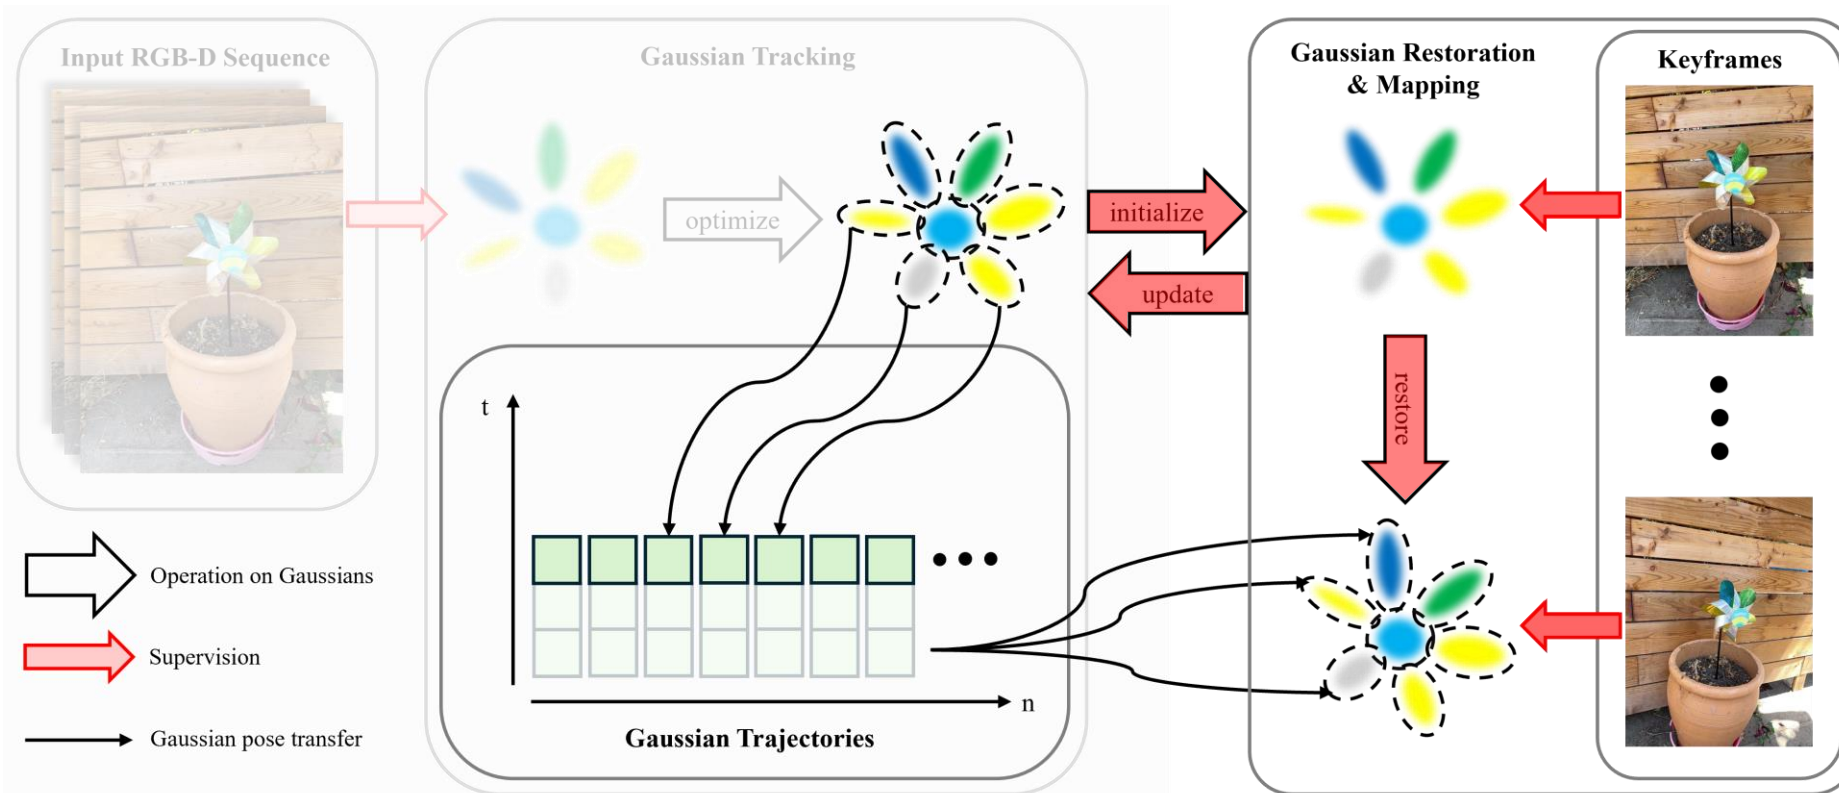 Input RGB-D Sequence
Gaussian Tracking
Gaussian Restoration
& Mapping
Keyframes
optimize
initialize
update
restore
t
n
Gaussian Trajectories
Operation on Gaussians
Supervision
Gaussian pose transfer